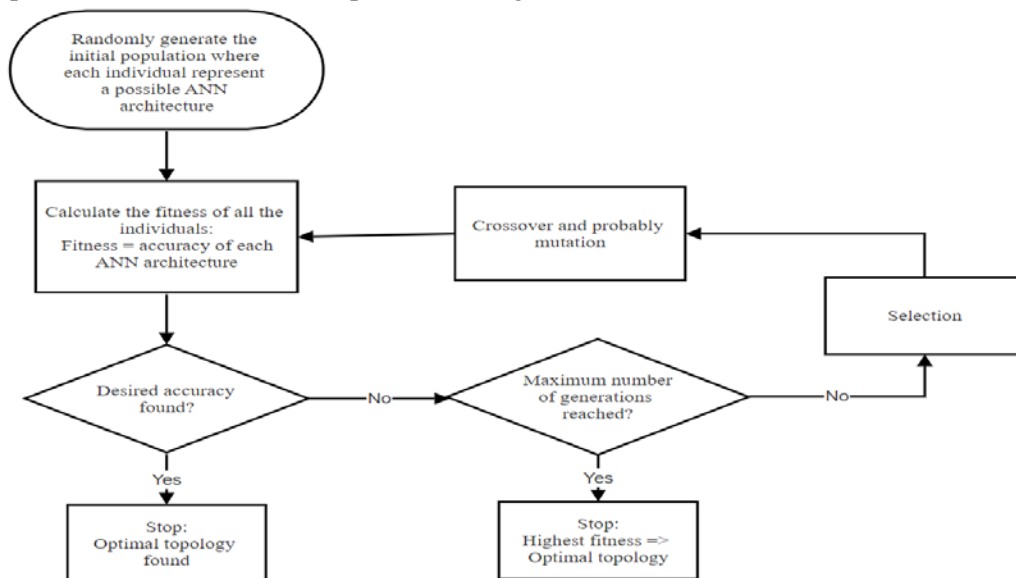 Randomly generate the
initial population where
each individual represent
a possible ANN
architecture
Calculate the fitness of all the
individuals:
Fitness = accuracy of each
ANN architecture
Crossover and probably
mutation
Selection
Desired accuracy
found?
No
Maximum number
of generations
reached?
No
Yes
Yes
Stop:
Optimal topology
found
Stop:
Highest fitness =>
Optimal topology